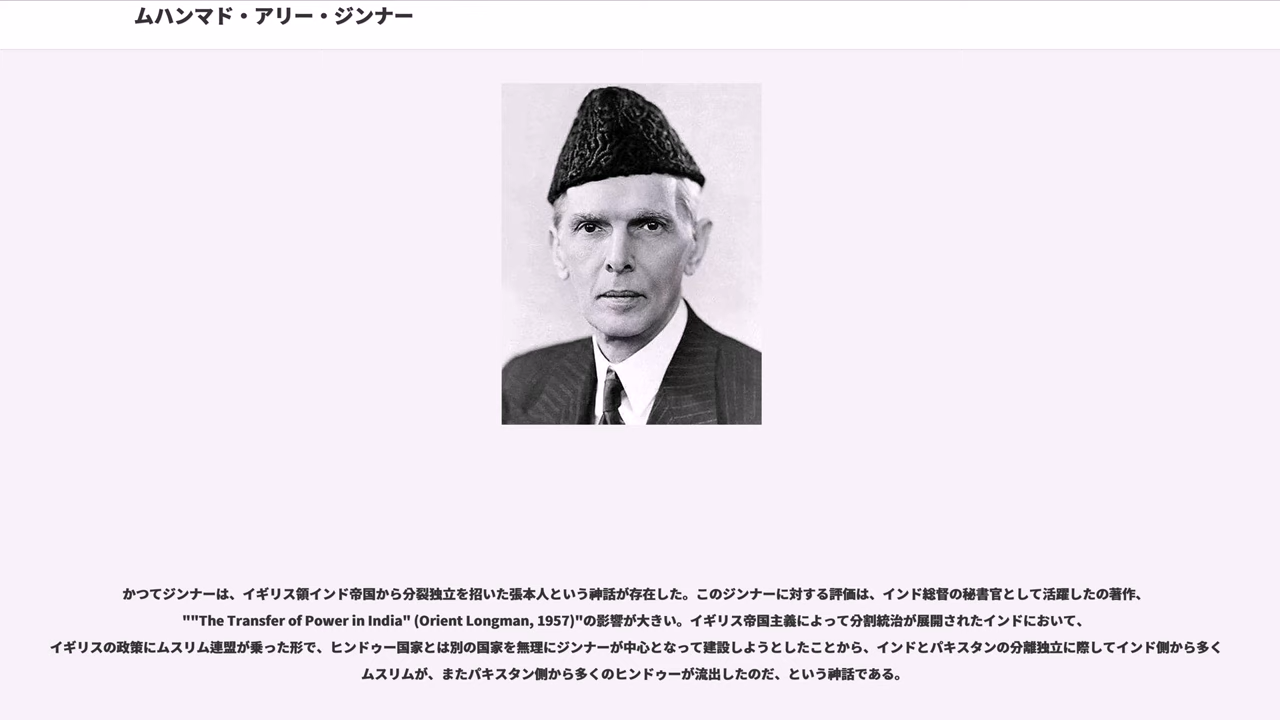 ムハンマド・アリー・ジンナー
かつてジンナーは、イギリス領インド帝国から分裂独立を招いた張本人という神話が存在した。このジンナーに対する評価は、インド総督の秘書官として活躍したの著作、
""The Transfer of Power in India" (Orient Longman, 1957)"の影響が大きい。イギリス帝国主義によって分割統治が展開されたインドにおいて、
イギリスの政策にムスリム連盟が乗った形で、ヒンドゥー国家とは別の国家を無理にジンナーが中心となって建設しようとしたことから、インドとパキスタンの分離独立に際してインド側から多く
ムスリムが、またパキスタン側から多くのヒンドゥーが流出したのだ、という神話である。